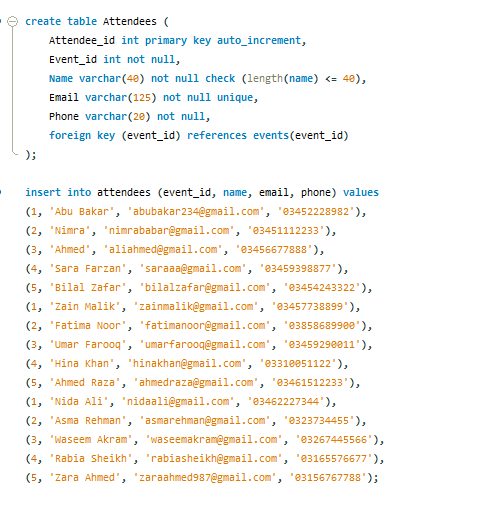 create table Attendees (
Attendee_id int primary key auto_increment,
Event_id int not null,
Name varchar(40) not null check (length(name) <= 40),
Email varchar(125) not null unique,
Phone varchar(20) not null,
foreign key (event_id) references events(event_id)
);
insert into attendees (event_id, name, email, phone) values
(1, 'Abu Bakar', 'abubakar234@gmail.com', '03452228982'),
(2, 'Nimra', 'nimrababar@gmail.com', '03451112233'),
(3, 'Ahmed', 'aliahmed@gmail.com', '03456677888'),
(4, 'Sara Farzan', 'saraaa@gmail.com', '03459398877'),
(5, 'Bilal Zafar', 'bilalzafar@gmail.com', '03454243322'),
(1, 'Zain Malik', 'zainmalik@gmail.com', '03457738899'),
(2, 'Fatima Noor', 'fatimanoor@gmail.com', '03858689900'),
(3, 'Umar Farooq', 'umarfarooq@gmail.com', '03459290011'),
(4, 'Hina Khan', 'hinakhan@gmail.com', '03310051122'),
(5, 'Ahmed Raza', 'ahmedraza@gmail.com', '03461512233'),
(1, 'Nida Ali', 'nidaali@gmail.com', '03462227344'),
(2, 'Asma Rehman', 'asmarehman@gmail.com', '0323734455'),
(3, 'Waseem Akram', 'waseemakram@gmail.com', '03267445566'),
(4, 'Rabia Sheikh', 'rabiasheikh@gmail.com', '03165576677'),
(5, 'Zara Ahmed', 'zaraahmed987@gmail.com', '03156767788');